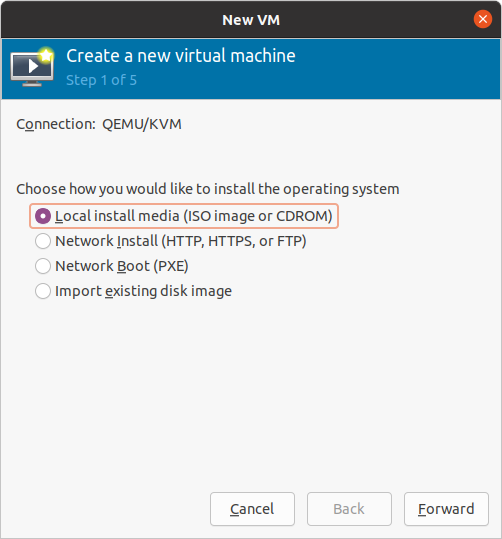 New VM
Create a new virtual machine
Step 1 of 5
Connection: QEMU/KVM
Choose how you would like to install the operating system
Local install media (ISO image or CDROM)
Network Install (HTTP, HTTPS, or FTP)
Network Boot (PXE)
Import existing disk image
Cancel Back Forward